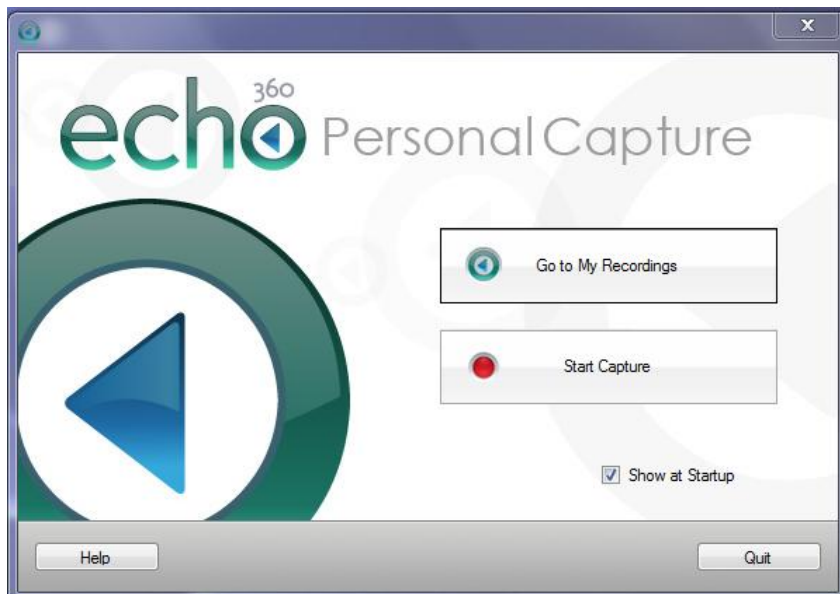 echo 360 Personal Capture
Go to My Recordings
Start Capture
Show at Startup
Help
Quit